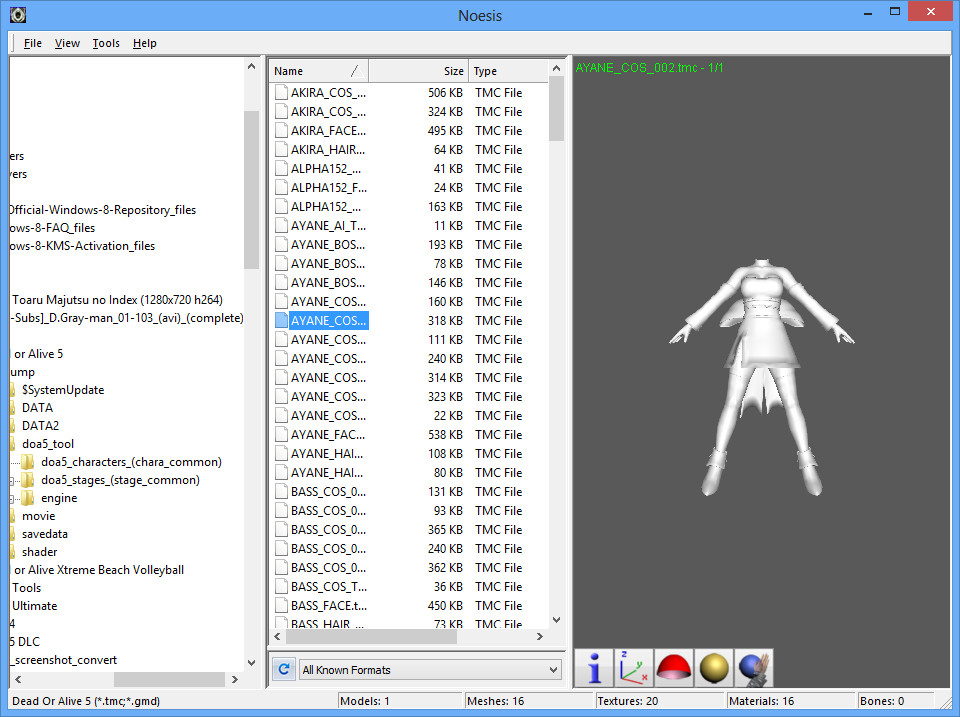 Noesis
File View Tools Help
ers
vers
Official-Windows-8-Repository_files
ows-8-FAQ_files
ows-8-KMS-Activation_files
Toaru Majutsu no Index (1280x720 h264)
-Subs]_D.Gray-man_01-103_(avi)_(complete)
or Alive 5
ump
$SystemUpdate
DATA
DATA2
doa5_tool
doa5_characters_(chara_common)
doa5_stages_(stage_common)
engine
movie
savedata
shader
or Alive Xtreme Beach Volleyball
Tools
Ultimate
4
5 DLC
_screenshot_convert
Name Size Type
AKIRA_COS_... 506 KB TMC File
AKIRA_COS_... 324 KB TMC File
AKIRA_FACE... 495 KB TMC File
AKIRA_HAIR... 64 KB TMC File
ALPHA152_... 41 KB TMC File
ALPHA152_F... 24 KB TMC File
ALPHA152_... 163 KB TMC File
AYANE_AI_T... 11 KB TMC File
AYANE_BOS... 193 KB TMC File
AYANE_BOS... 78 KB TMC File
AYANE_BOS... 146 KB TMC File
AYANE_COS... 160 KB TMC File
AYANE_COS... 318 KB TMC File
AYANE_COS... 111 KB TMC File
AYANE_COS... 240 KB TMC File
AYANE_COS... 314 KB TMC File
AYANE_COS... 323 KB TMC File
AYANE_COS... 22 KB TMC File
AYANE_FAC... 538 KB TMC File
AYANE_HAI... 108 KB TMC File
AYANE_HAI... 80 KB TMC File
BASS_COS_0... 131 KB TMC File
BASS_COS_0... 93 KB TMC File
BASS_COS_0... 365 KB TMC File
BASS_COS_0... 240 KB TMC File
BASS_COS_0... 362 KB TMC File
BASS_COS_T... 36 KB TMC File
BASS_FACE.t... 450 KB TMC File
BASS_HAIR_... 73 KB TMC File
All Known Formats
AYANE_COS_002.tmc - 1/1
z
y
x
Dead Or Alive 5 (*.tmc;*.gmd) Models: 1 Meshes: 16 Textures: 20 Materials: 16 Bones: 0